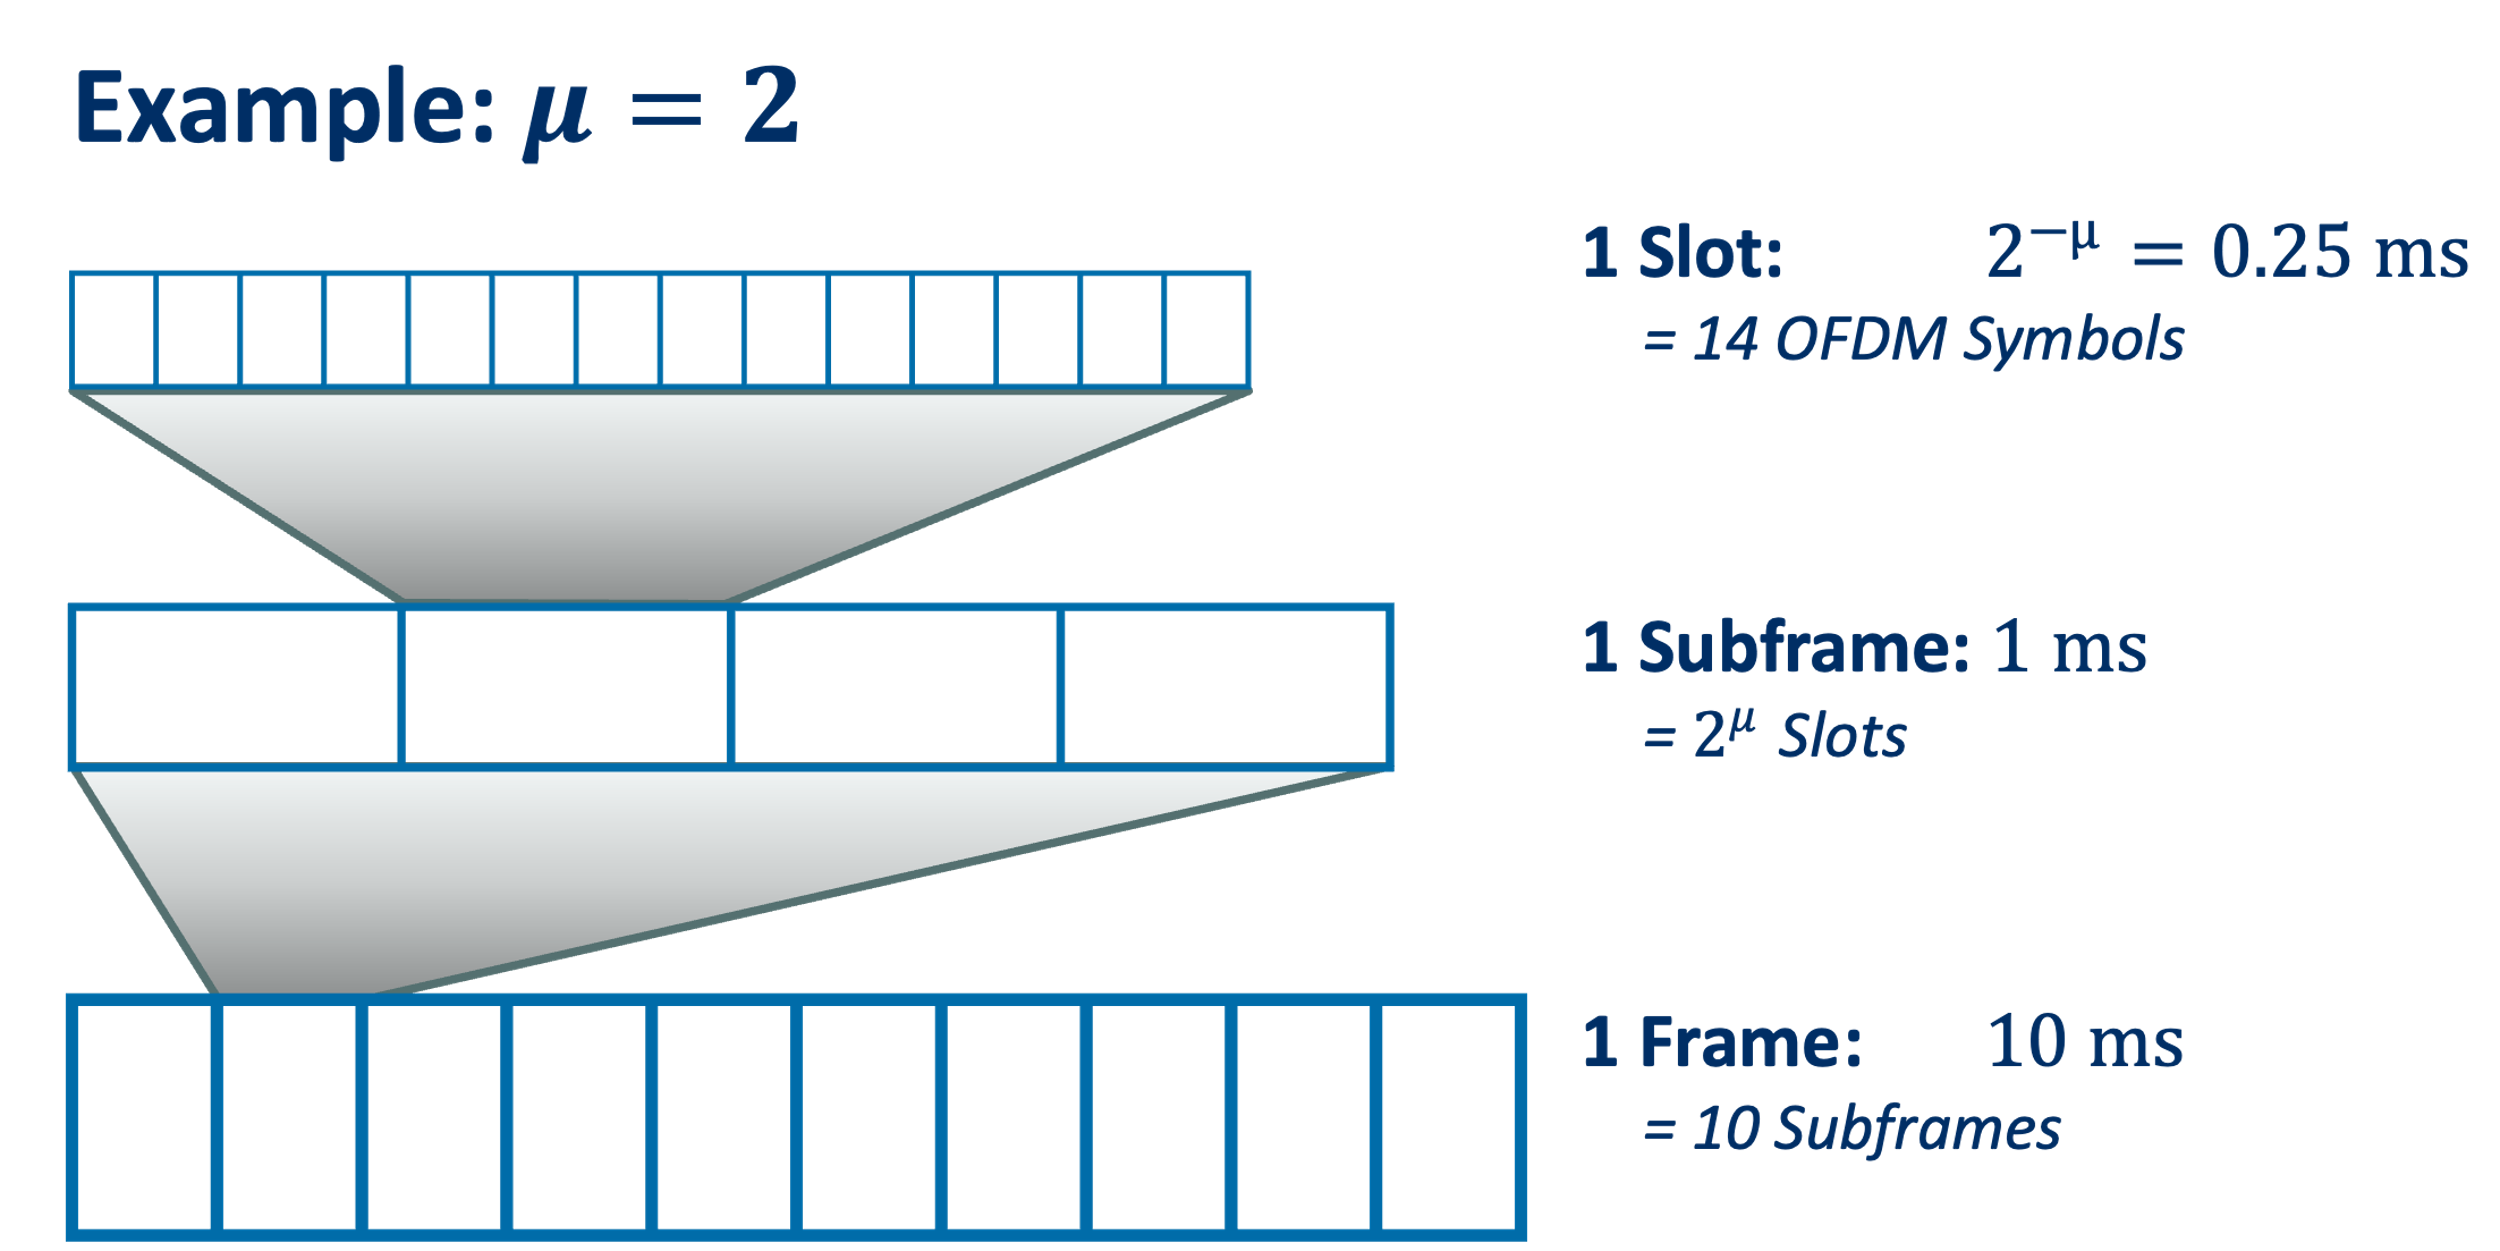 Example: μ = 2
1 Slot: 2^−μ = 0.25 ms
= 14 OFDM Symbols
1 Subframe: 1 ms
= 2^μ Slots
1 Frame: 10 ms
= 10 Subframes